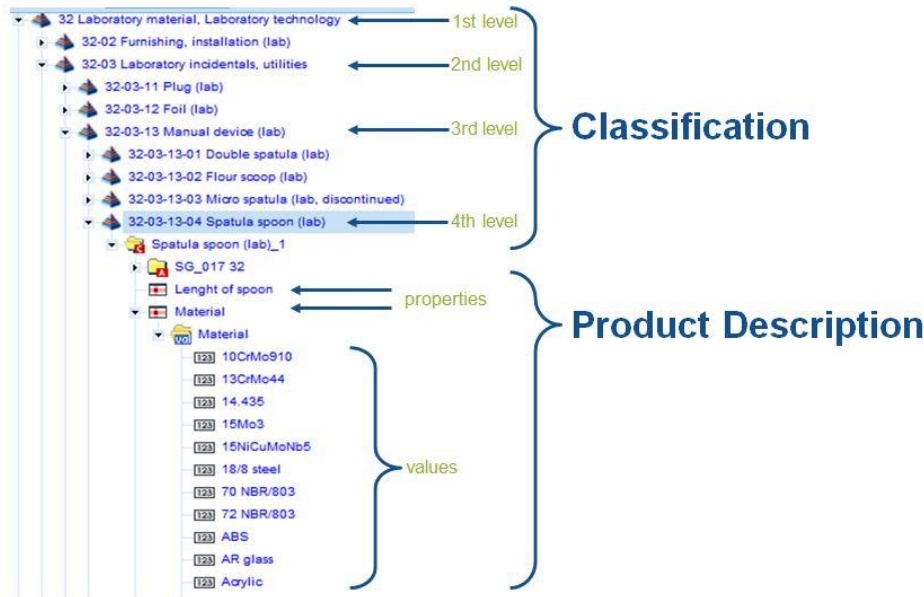 32 Laboratory material, Laboratory technology
1st level
32-02 Furnishing, installation (lab)
32-03 Laboratory incidentals, utilities
2nd level
32-03-11 Plug (lab)
32-03-12 Foil (lab)
32-03-13 Manual device (lab)
3rd level
Classification
32-03-13-01 Double spatula (lab)
32-03-13-02 Flour scoop (lab)
32-03-13-03 Micro spatula (lab, discontinued)
32-03-13-04 Spatula spoon (lab)
4th level
Spatula spoon (lab)_1
SG_017 32
Lenght of spoon
properties
Material
Product Description
Material
10CrMo910
13CrMo44
14.435
15Mo3
15NiCuMoNb5
18/8 steel
values
70 NBR/803
72 NBR/803
ABS
AR glass
Acrylic